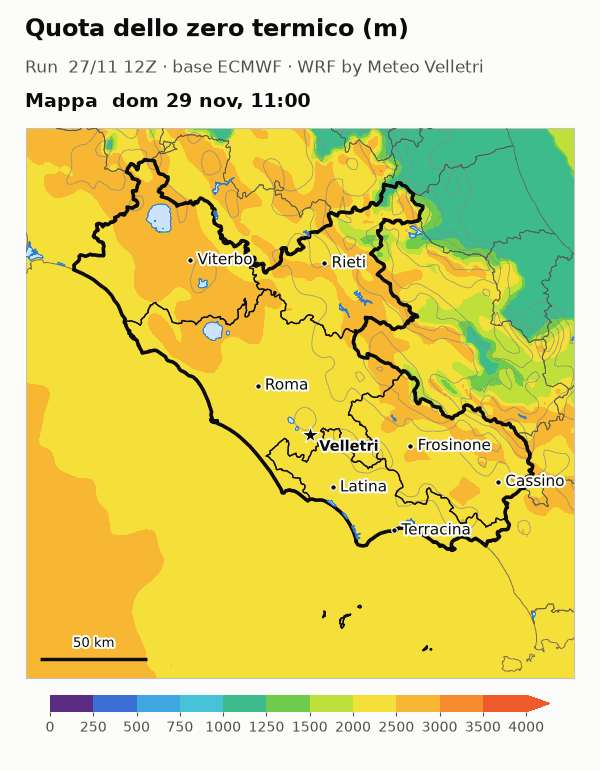 Quota dello zero termico (m)
Run  27/11 12Z · base ECMWF · WRF by Meteo Velletri
Mappa  dom 29 nov, 11:00
Viterbo
Rieti
Roma
Velletri
Frosinone
Cassino
Latina
Terracina
50 km
0 250 500 750 1000 1250 1500 2000 2500 3000 3500 4000